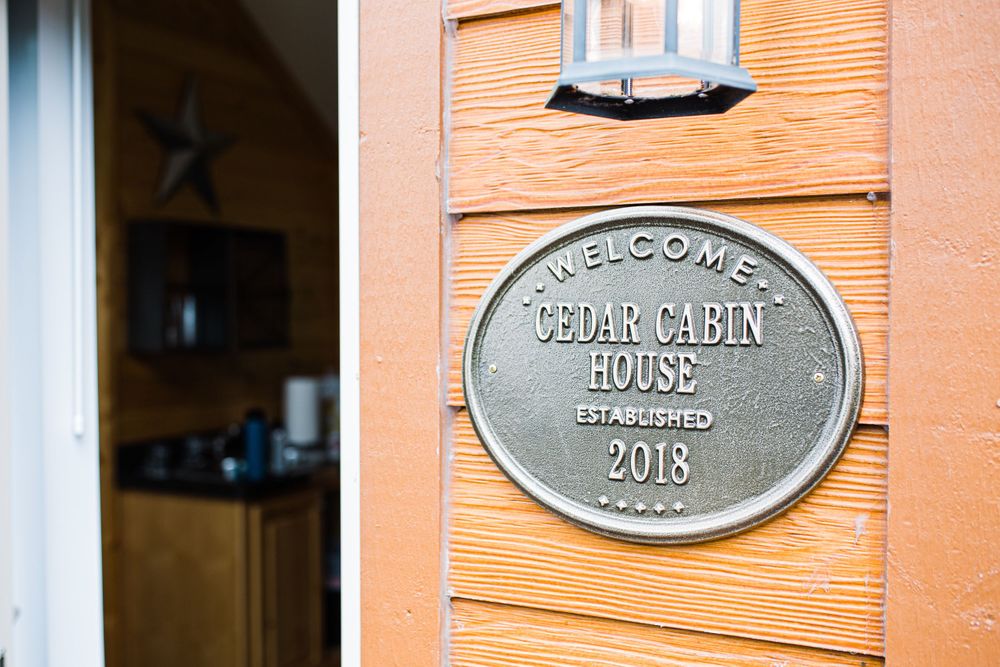 WELCOME
CEDAR CABIN
HOUSE
ESTABLISHED
2018